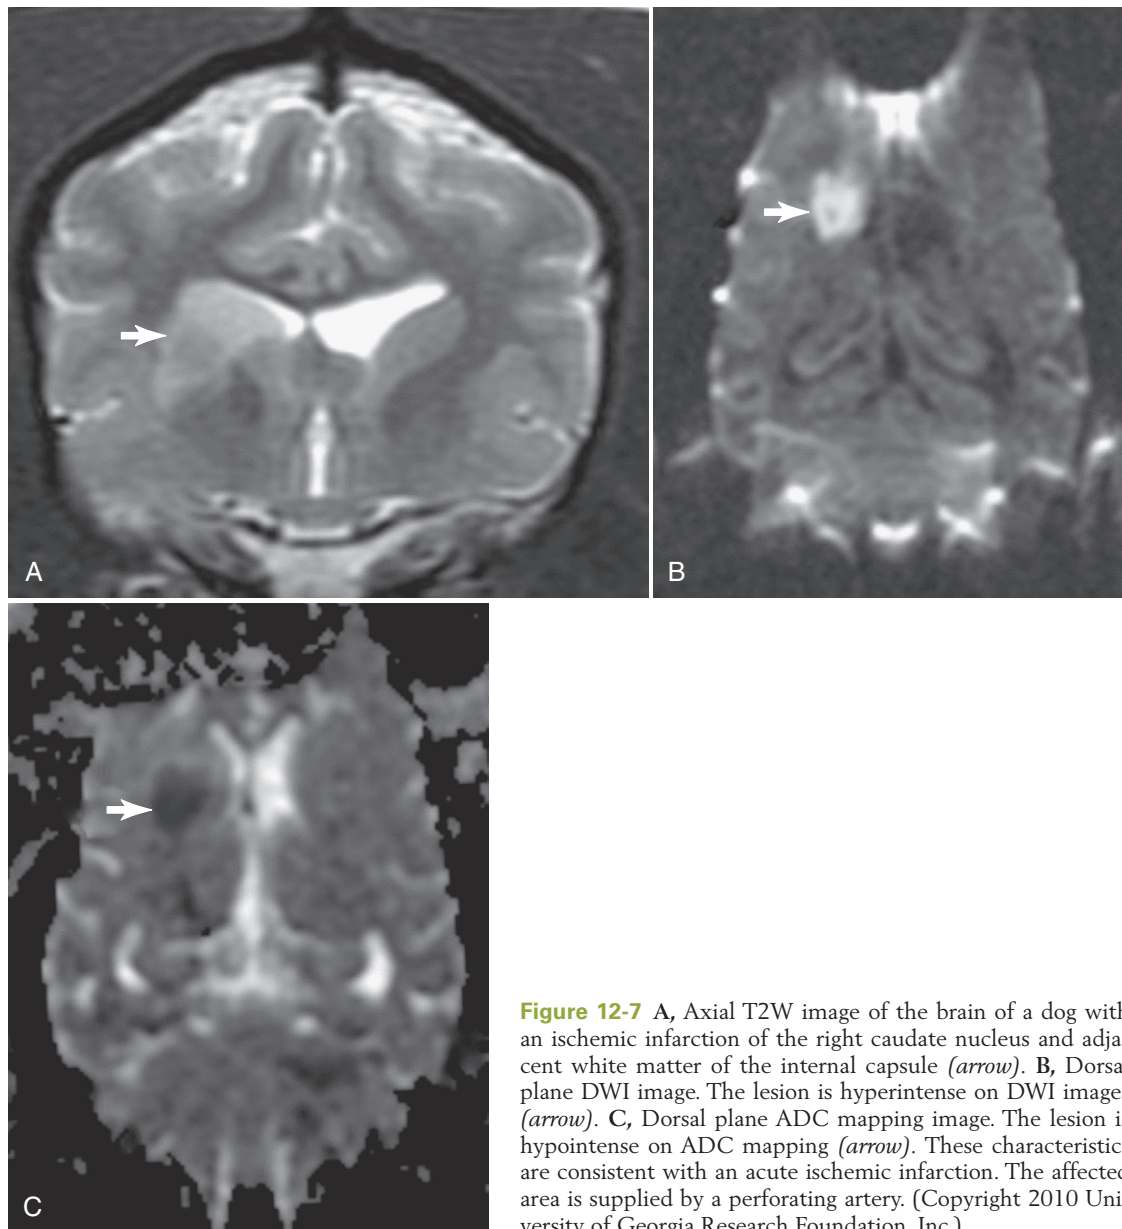 A
B
C
Figure 12-7 A, Axial T2W image of the brain of a dog with
an ischemic infarction of the right caudate nucleus and adja
cent white matter of the internal capsule (arrow). B, Dorsa
plane DWI image. The lesion is hyperintense on DWI image
(arrow). C, Dorsal plane ADC mapping image. The lesion i
hypointense on ADC mapping (arrow). These characteristic
are consistent with an acute ischemic infarction. The affected
area is supplied by a perforating artery. (Copyright 2010 Uni
versity of Georgia Research Foundation, Inc.)